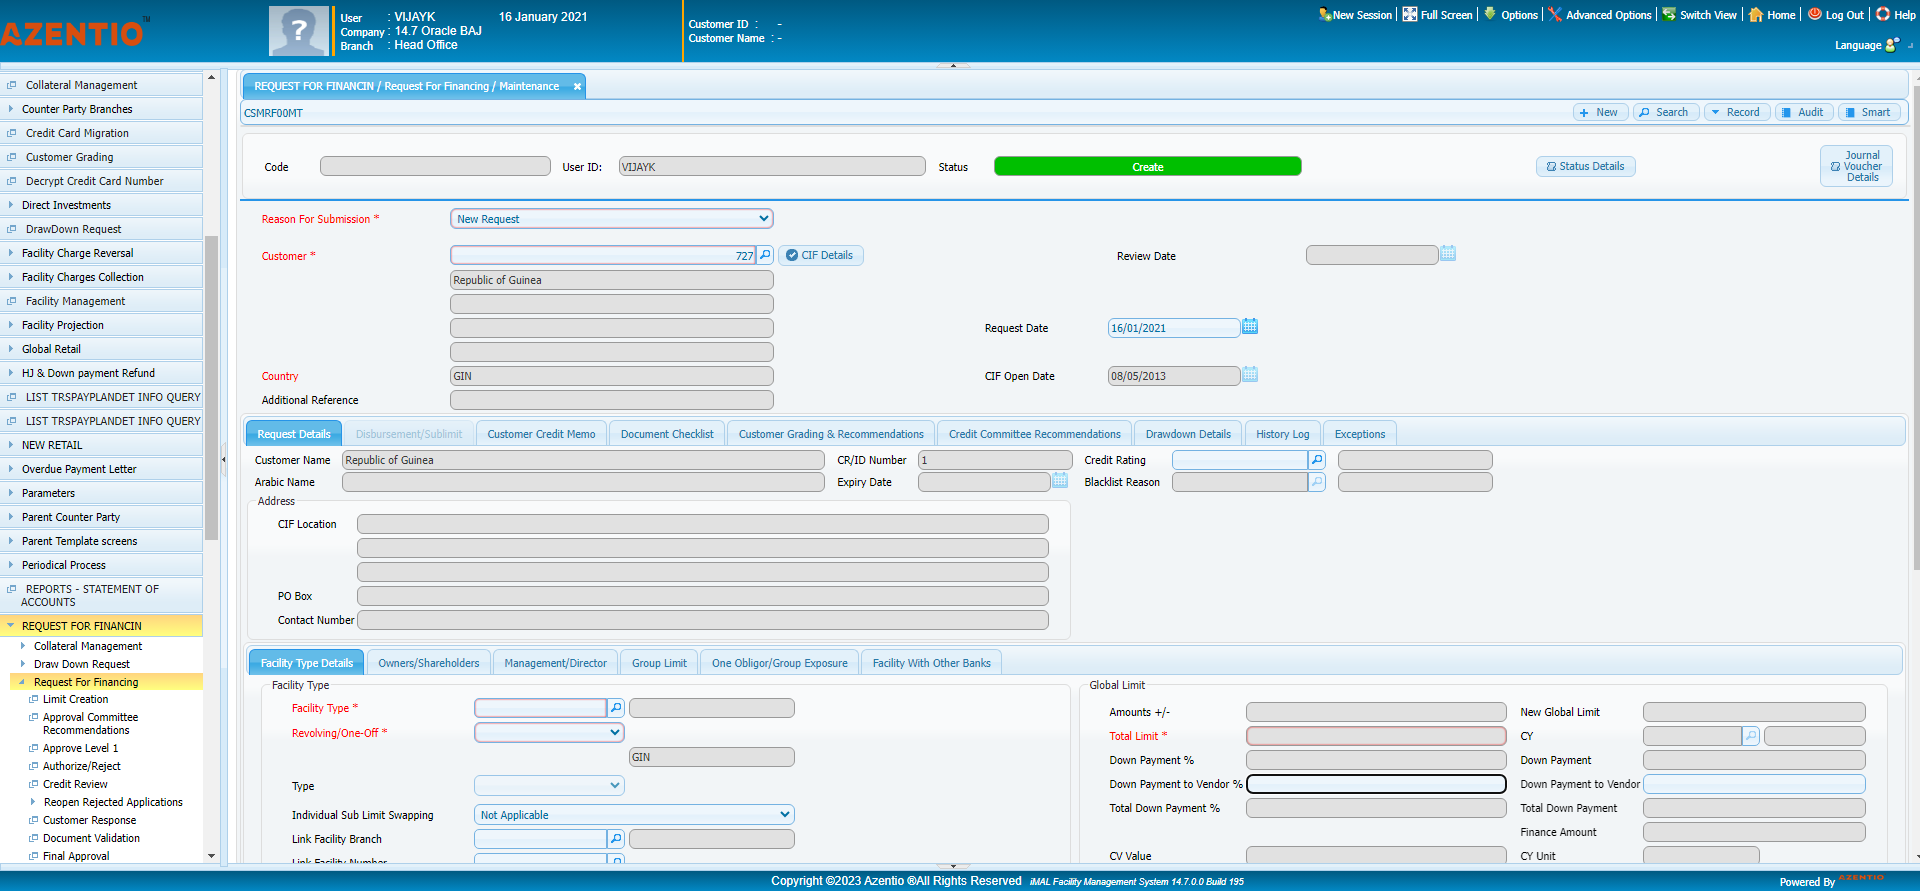 AZENTIO™
User : VIJAYK 16 January 2021
Company : 14.7 Oracle BAJ
Branch : Head Office
Customer ID : -
Customer Name : -
New Session
Full Screen
Options
Advanced Options
Switch View
Home
Log Out
Help
Language
Collateral Management
Counter Party Branches
Credit Card Migration
Customer Grading
Decrypt Credit Card Number
Direct Investments
DrawDown Request
Facility Charge Reversal
Facility Charges Collection
Facility Management
Facility Projection
Global Retail
HJ & Down payment Refund
LIST TRSPAYPLANDET INFO QUERY
LIST TRSPAYPLANDET INFO QUERY
NEW RETAIL
Overdue Payment Letter
Parameters
Parent Counter Party
Parent Template screens
Periodical Process
REPORTS - STATEMENT OF
ACCOUNTS
REQUEST FOR FINANCIN
Collateral Management
Draw Down Request
Request For Financing
Limit Creation
Approval Committee
Recommendations
Approve Level 1
Authorize/Reject
Credit Review
Reopen Rejected Applications
Customer Response
Document Validation
Final Approval
REQUEST FOR FINANCIN / Request For Financing / Maintenance
CSMRF00MT
New
Search
Record
Audit
Smart
Code
User ID: VIJAYK
Status Create
Status Details
Journal
Voucher
Details
Reason For Submission * New Request
Customer * 727 CIF Details
Review Date
Republic of Guinea
Request Date 16/01/2021
Country GIN
CIF Open Date 08/05/2013
Additional Reference
Request Details
Disbursement/Sublimit
Customer Credit Memo
Document Checklist
Customer Grading & Recommendations
Credit Committee Recommendations
Drawdown Details
History Log
Exceptions
Customer Name Republic of Guinea CR/ID Number 1 Credit Rating
Arabic Name Expiry Date Blacklist Reason
Address
CIF Location
PO Box
Contact Number
Facility Type Details
Owners/Shareholders
Management/Director
Group Limit
One Obligor/Group Exposure
Facility With Other Banks
Facility Type
Facility Type *
Revolving/One-Off *
GIN
Type
Individual Sub Limit Swapping Not Applicable
Link Facility Branch
Link Facility Number
Global Limit
Amounts +/- New Global Limit
Total Limit * CY
Down Payment % Down Payment
Down Payment to Vendor % Down Payment to Vendor
Total Down Payment % Total Down Payment
Finance Amount
CV Value CY Unit
Copyright ©2023 Azentio ®All Rights Reserved iMAL Facility Management System 14.7.0.0 Build 195
Powered By AZENTIO